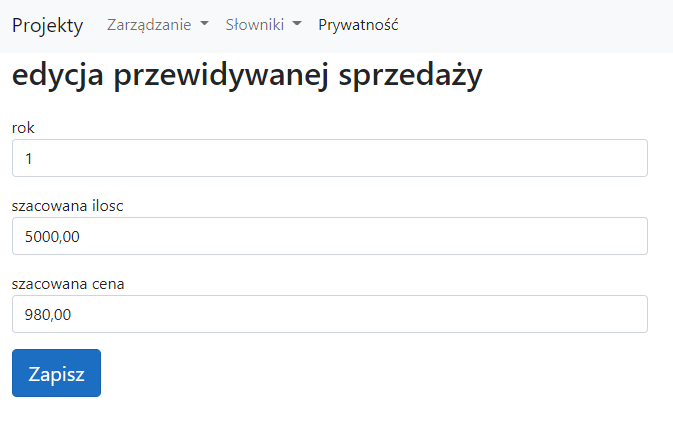 Projekty Zarządzanie Słowniki Prywatność
edycja przewidywanej sprzedaży
rok
1
szacowana ilosc
5000,00
szacowana cena
980,00
Zapisz